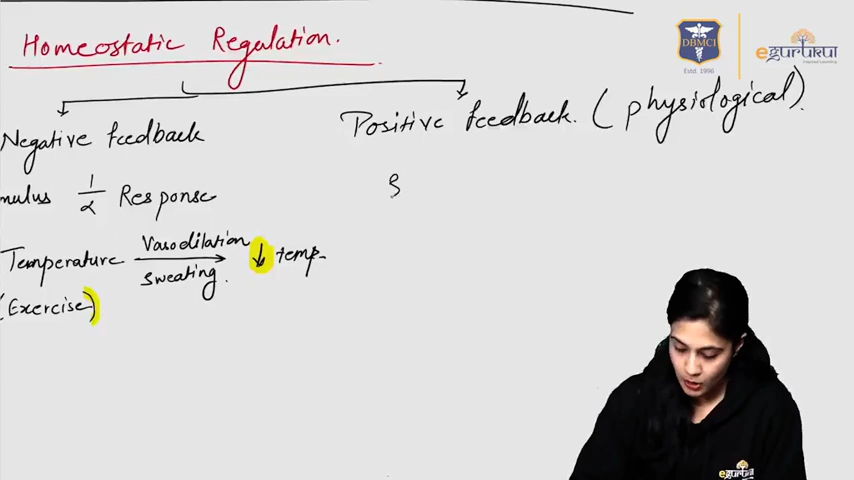 Homeostatic Regulation.
DBMCI
Estd. 1996
eGurukul
Negative feedback
Positive feedback. (physiological).
mulus 1/α Response
S
Temperature Vasodilation sweating. ↓ temp.
(Exercise)
egurukul